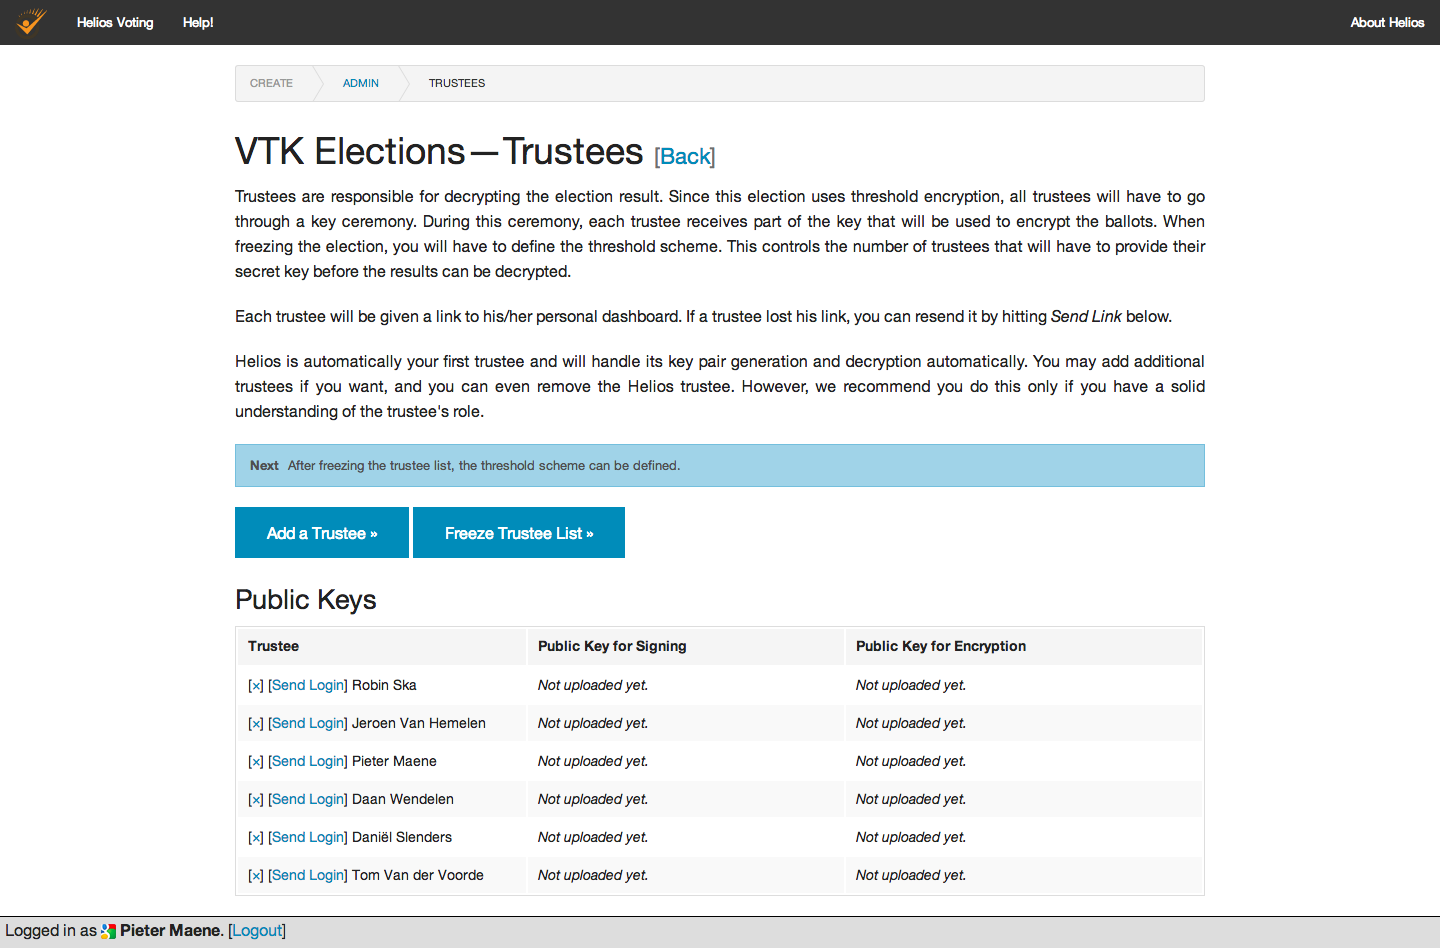 Helios Voting Help! About Helios
CREATE ADMIN TRUSTEES
VTK Elections — Trustees [Back]
Trustees are responsible for decrypting the election result. Since this election uses threshold encryption, all trustees will have to go
through a key ceremony. During this ceremony, each trustee receives part of the key that will be used to encrypt the ballots. When
freezing the election, you will have to define the threshold scheme. This controls the number of trustees that will have to provide their
secret key before the results can be decrypted.
Each trustee will be given a link to his/her personal dashboard. If a trustee lost his link, you can resend it by hitting Send Link below.
Helios is automatically your first trustee and will handle its key pair generation and decryption automatically. You may add additional
trustees if you want, and you can even remove the Helios trustee. However, we recommend you do this only if you have a solid
understanding of the trustee's role.
Next After freezing the trustee list, the threshold scheme can be defined.
Add a Trustee » Freeze Trustee List »
Public Keys
Trustee Public Key for Signing Public Key for Encryption
[x] [Send Login] Robin Ska Not uploaded yet. Not uploaded yet.
[x] [Send Login] Jeroen Van Hemelen Not uploaded yet. Not uploaded yet.
[x] [Send Login] Pieter Maene Not uploaded yet. Not uploaded yet.
[x] [Send Login] Daan Wendelen Not uploaded yet. Not uploaded yet.
[x] [Send Login] Daniël Slenders Not uploaded yet. Not uploaded yet.
[x] [Send Login] Tom Van der Voorde Not uploaded yet. Not uploaded yet.
Logged in as Pieter Maene. [Logout]